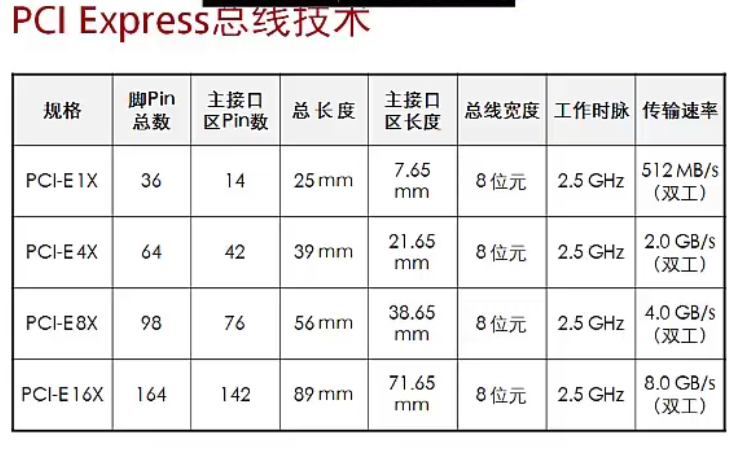 PCI Express总线技术
规格 脚Pin总数 主接口区Pin数 总长度 主接口区长度 总线宽度 工作时脉 传输速率
PCI-E 1X 36 14 25 mm 7.65 mm 8 位元 2.5 GHz 512 MB/s (双工)
PCI-E 4X 64 42 39 mm 21.65 mm 8 位元 2.5 GHz 2.0 GB/s (双工)
PCI-E 8X 98 76 56 mm 38.65 mm 8 位元 2.5 GHz 4.0 GB/s (双工)
PCI-E 16X 164 142 89 mm 71.65 mm 8 位元 2.5 GHz 8.0 GB/s (双工)